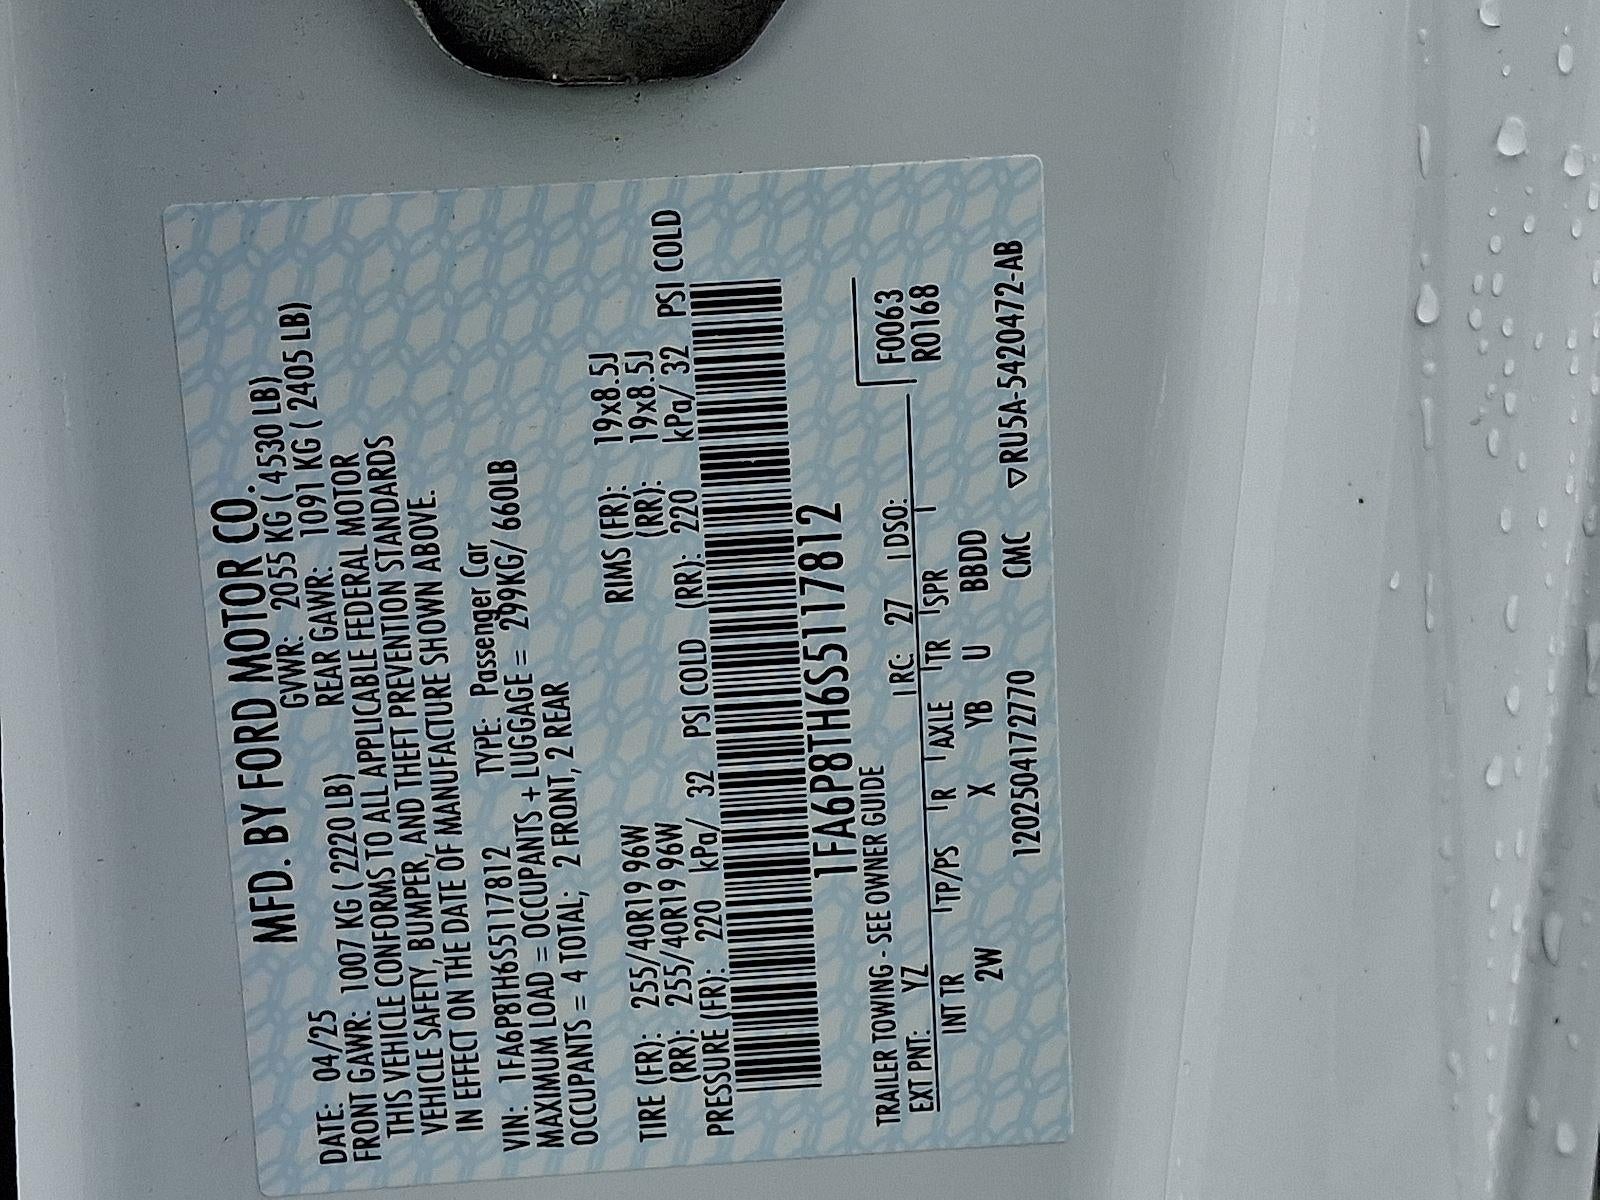 MFD. BY FORD MOTOR CO.
DATE: 04/25 GVWR: 2055 KG ( 4530 LB)
FRONT GAWR: 1007 KG ( 2220 LB) REAR GAWR: 1091 KG ( 2405 LB)
THIS VEHICLE CONFORMS TO ALL APPLICABLE FEDERAL MOTOR
VEHICLE SAFETY, BUMPER, AND THEFT PREVENTION STANDARDS
IN EFFECT ON THE DATE OF MANUFACTURE SHOWN ABOVE.
VIN: 1FA6P8TH6S5117812 TYPE: Passenger Car
MAXIMUM LOAD = OCCUPANTS + LUGGAGE = 299KG/ 660LB
OCCUPANTS = 4 TOTAL; 2 FRONT, 2 REAR
TIRE (FR): 255/40R19 96W RIMS (FR): 19x8.5J
(RR): 255/40R19 96W (RR): 19x8.5J
PRESSURE (FR): 220 kPa/ 32 PSI COLD (RR): 220 kPa/ 32 PSI COLD
1FA6P8TH6S5117812
TRAILER TOWING - SEE OWNER GUIDE
EXT PNT: YZ RC: 27 DSO: F0063
INT TR TP/PS R AXLE TR SPR R0168
2W X YB U BBDD
1202504172770 CMC ▽RU5A-5420472-AB